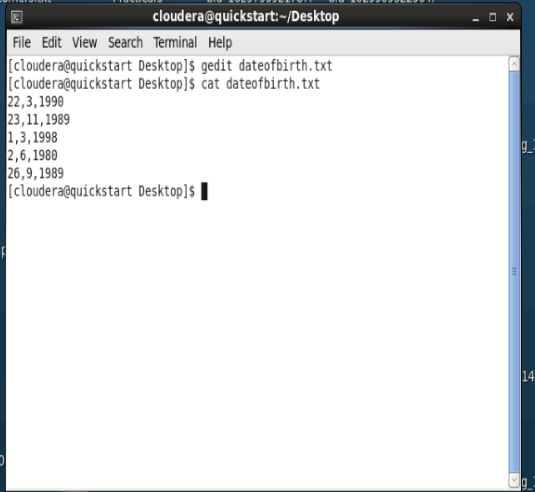 cloudera@quickstart:~/Desktop
File Edit View Search Terminal Help
[cloudera@quickstart Desktop]$ gedit dateofbirth.txt
[cloudera@quickstart Desktop]$ cat dateofbirth.txt
22,3,1990
23,11,1989
1,3,1998
2,6,1980
26,9,1989
[cloudera@quickstart Desktop]$
14